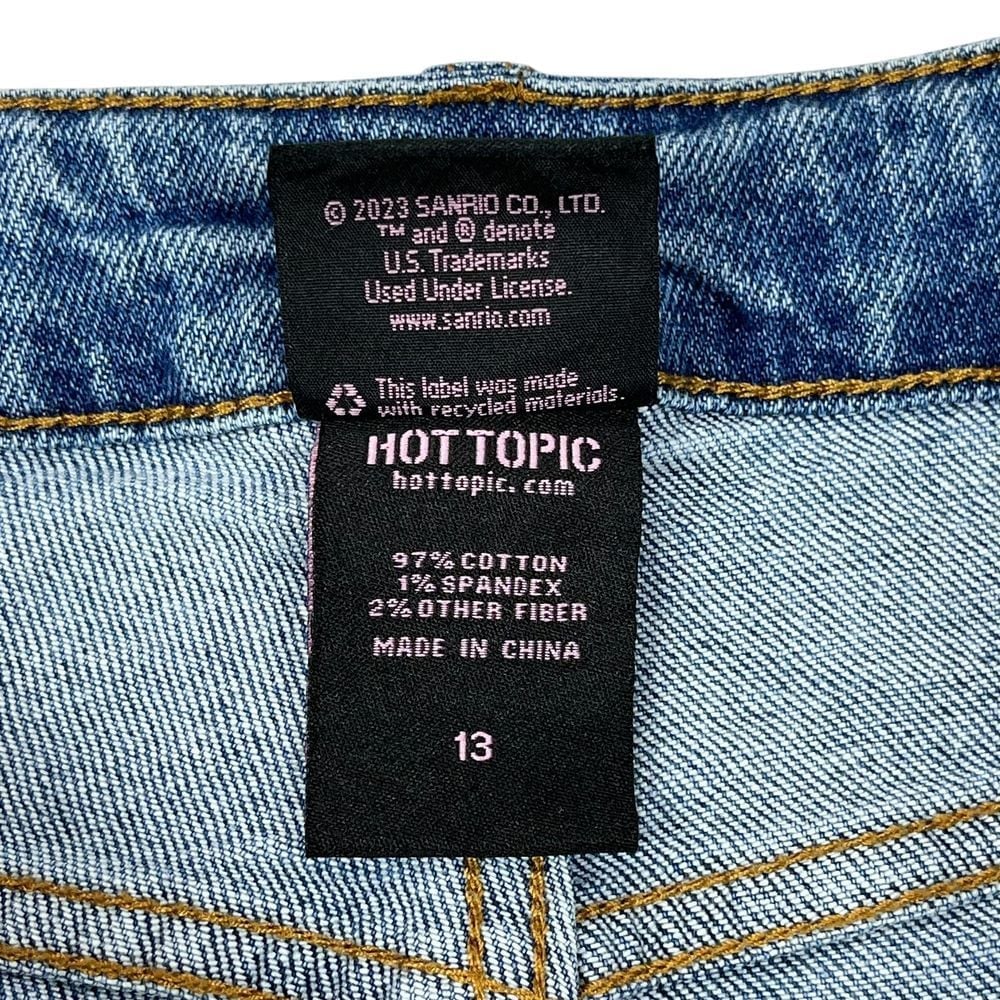 © 2023 SANRIO CO., LTD.
™ and ® denote
U.S. Trademarks
Used Under License.
www.sanrio.com
This label was made
with recycled materials.
HOT TOPIC
hottopic.com
97% COTTON
1% SPANDEX
2% OTHER FIBER
MADE IN CHINA
13